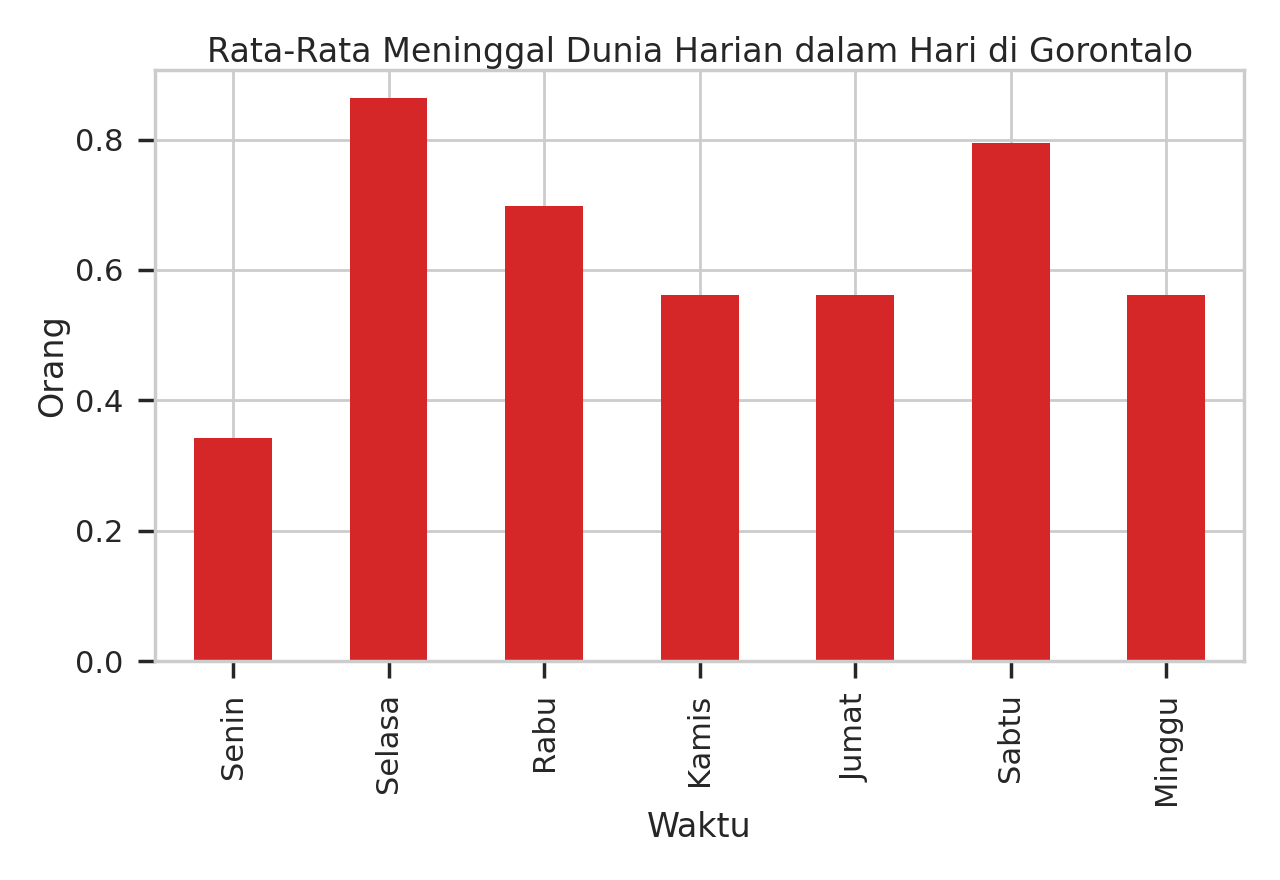 Rata-Rata Meninggal Dunia Harian dalam Hari di Gorontalo
Orang
0.8
0.6
0.4
0.2
0.0
Senin
Selasa
Rabu
Kamis
Jumat
Sabtu
Minggu
Waktu